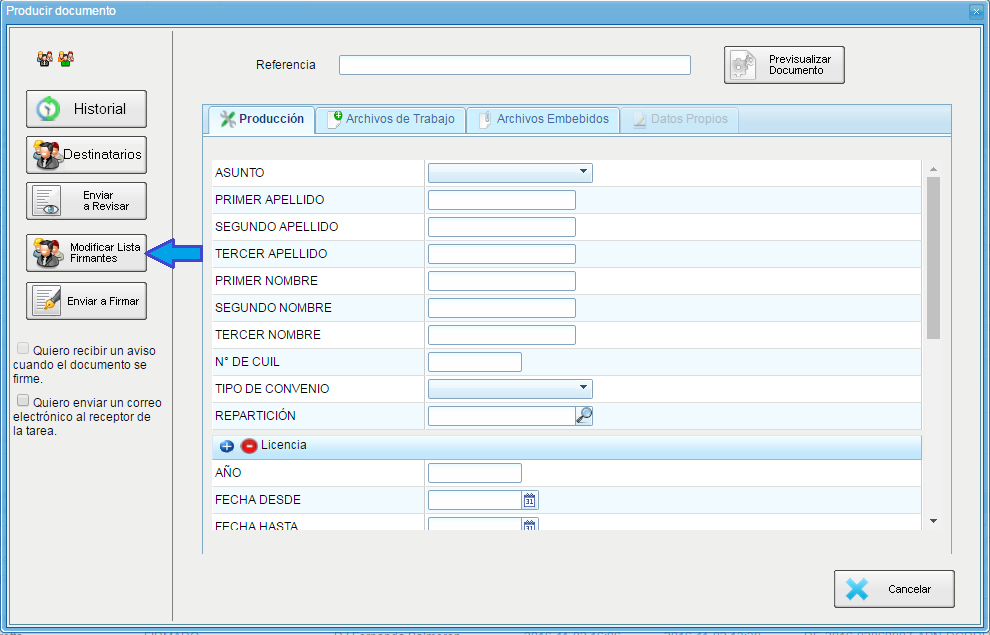 Producir documento
Referencia
Previsualizar
Documento
Historial
Destinatarios
Enviar
a Revisar
Modificar Lista
Firmantes
Enviar a Firmar
Quiero recibir un aviso
cuando el documento se
firme.
Quiero enviar un correo
electrónico al receptor de
la tarea.
Producción
Archivos de Trabajo
Archivos Embebidos
Datos Propios
ASUNTO
PRIMER APELLIDO
SEGUNDO APELLIDO
TERCER APELLIDO
PRIMER NOMBRE
SEGUNDO NOMBRE
TERCER NOMBRE
N° DE CUIL
TIPO DE CONVENIO
REPARTICIÓN
Licencia
AÑO
FECHA DESDE
31
FECHA HASTA
31
Cancelar